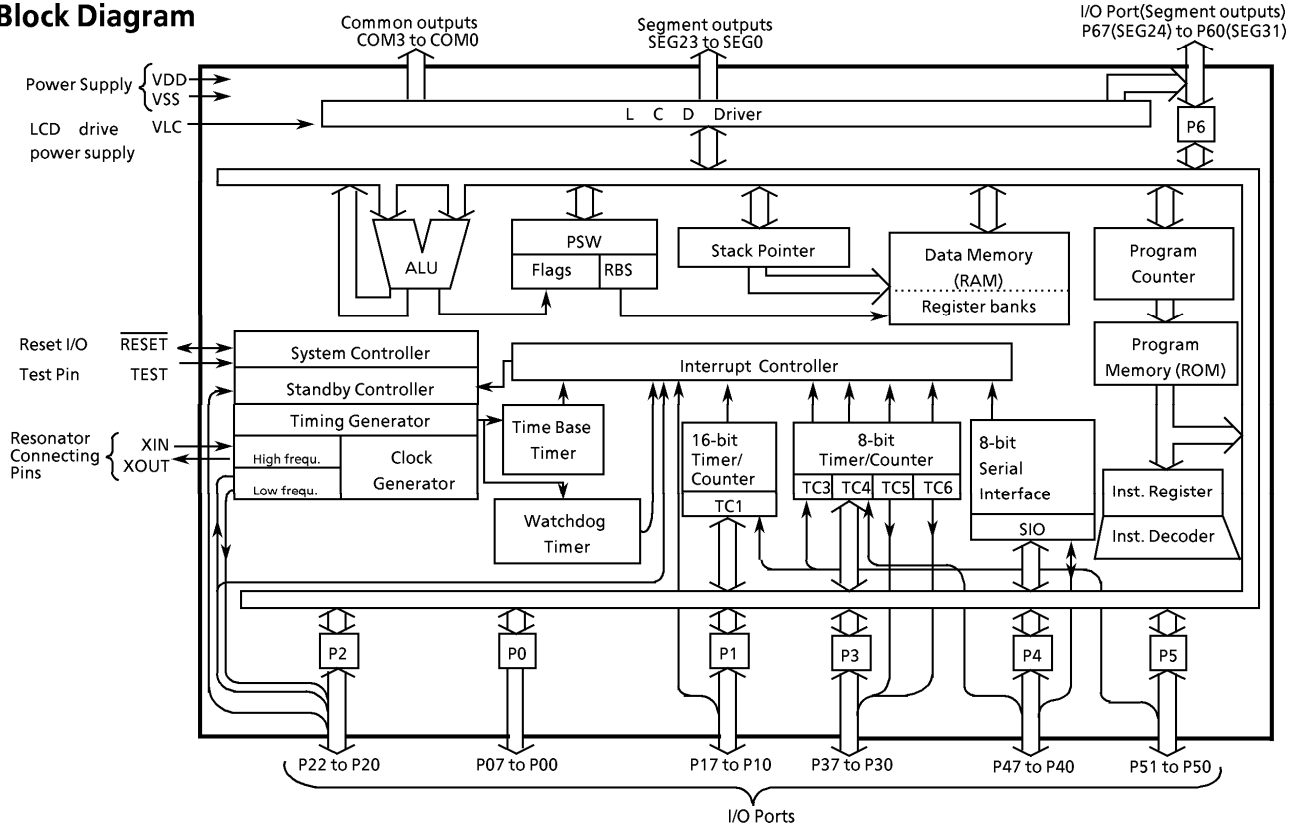 Block Diagram
Common outputs
COM3 to COM0
Segment outputs
SEG23 to SEG0
I/O Port(Segment outputs)
P67(SEG24) to P60(SEG31)
Power Supply
VDD
VSS
LCD drive
power supply
VLC
L C D Driver
P6
ALU
PSW
Flags
RBS
Stack Pointer
Data Memory
(RAM)
Register banks
Program
Counter
Program
Memory (ROM)
Reset I/O
RESET
Test Pin
TEST
System Controller
Standby Controller
Timing Generator
High frequ.
Low frequ.
Clock
Generator
Resonator
Connecting
Pins
XIN
XOUT
Interrupt Controller
Time Base
Timer
Watchdog
Timer
16-bit
Timer/
Counter
TC1
8-bit
Timer/Counter
TC3 TC4 TC5 TC6
8-bit
Serial
Interface
SIO
Inst. Register
Inst. Decoder
P2
P0
P1
P3
P4
P5
P22 to P20
P07 to P00
P17 to P10
P37 to P30
P47 to P40
P51 to P50
I/O Ports